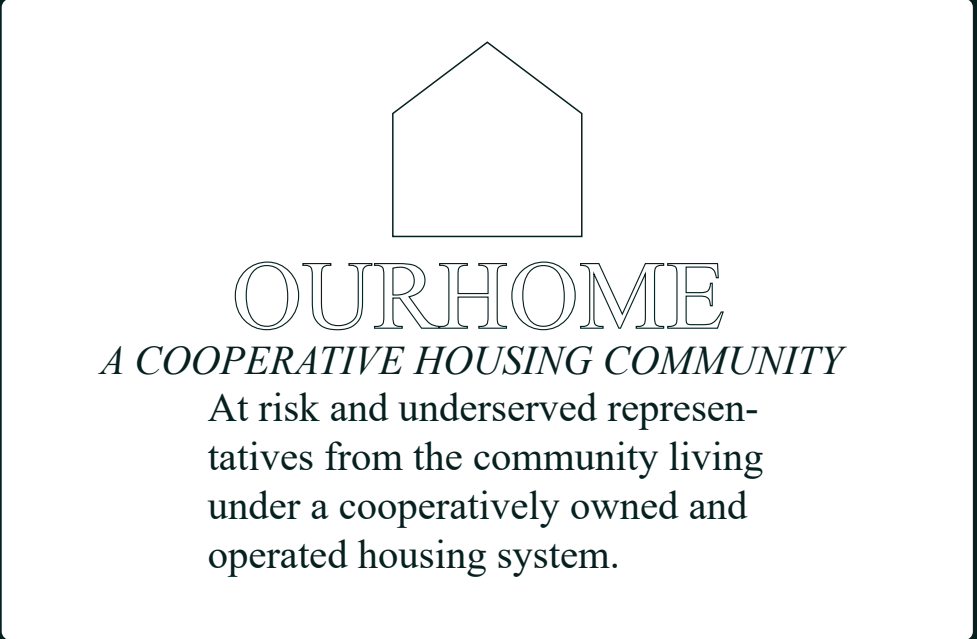 OURHOME
A COOPERATIVE HOUSING COMMUNITY
At risk and underserved represen-
tatives from the community living
under a cooperatively owned and
operated housing system.